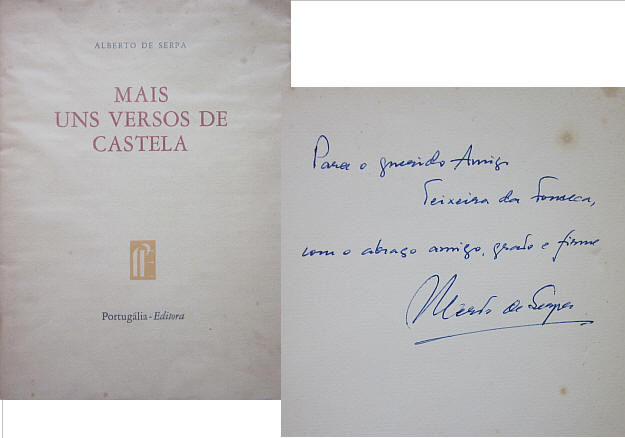 ALBERTO DE SERPA
MAIS
UNS VERSOS DE
CASTELA
Portugália - Editora
Para o querido Amigo
Teixeira da Fonseca,
com o abraço amigo, grato e firme
de Serpa